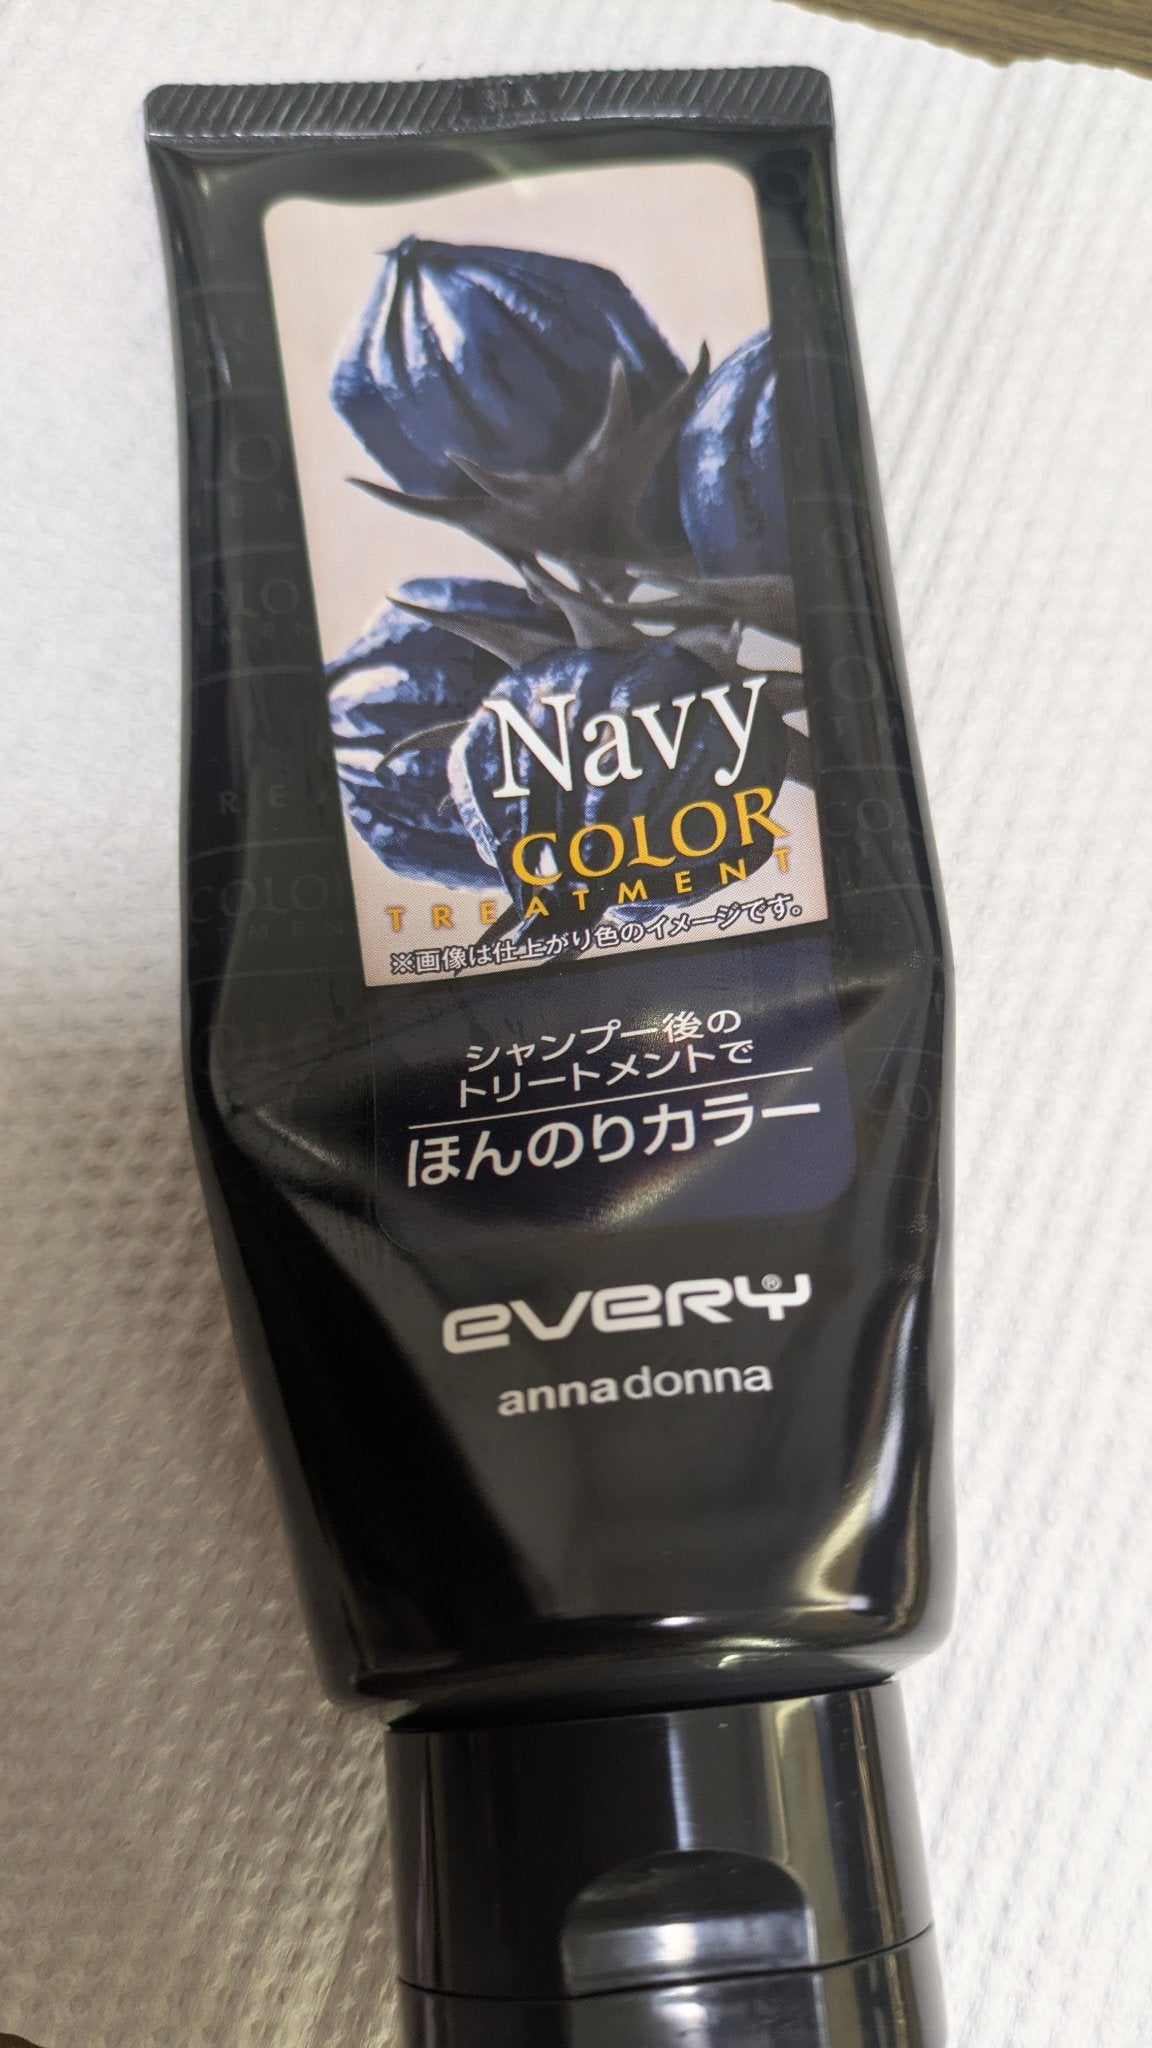 30 A
Navy
COLOR
TREATMENT
※画像は仕上がり色のイメージです。
シャンプー後の
トリートメントで
ほんのりカラー
eVeRY®
annadonna